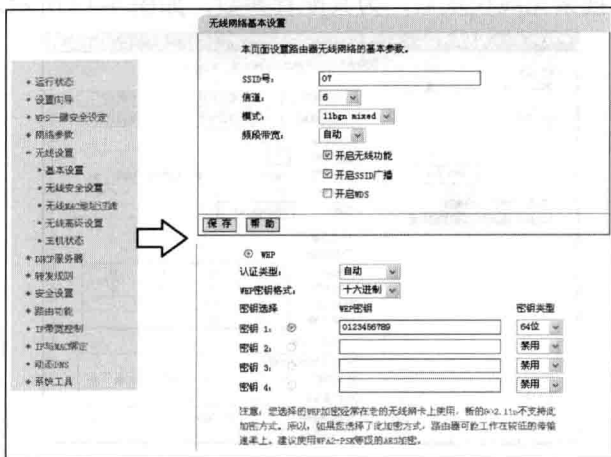 无线网络基本设置
本页面设置路由器无线网络的基本参数。
SSID号： 07
信道： 6
模式： 11bgn mixed
频段带宽： 自动
开启无线功能
开启SSID广播
开启WDS
保存 帮助
+ 运行状态
+ 设置向导
+ WPS一键安全设定
+ 网络参数
- 无线设置
• 基本设置
• 无线安全设置
• 无线MAC地址过滤
• 无线高级设置
• 主机状态
+ DHCP服务器
+ 转发规则
+ 安全设置
+ 路由功能
+ IP带宽控制
+ IP与MAC绑定
+ 动态DNS
+ 系统工具
WEP
认证类型： 自动
WEP密钥格式： 十六进制
密钥选择 WEP密钥 密钥类型
密钥 1： 0123456789 64位
密钥 2： 禁用
密钥 3： 禁用
密钥 4： 禁用
注意：您选择的WEP加密经常在老的无线网卡上使用，新的802.11n不支持此
加密方式。所以，如果您选择了此加密方式，路由器可能工作在较低的传输
速率上。建议使用WPA2-PSK等级的AES加密。